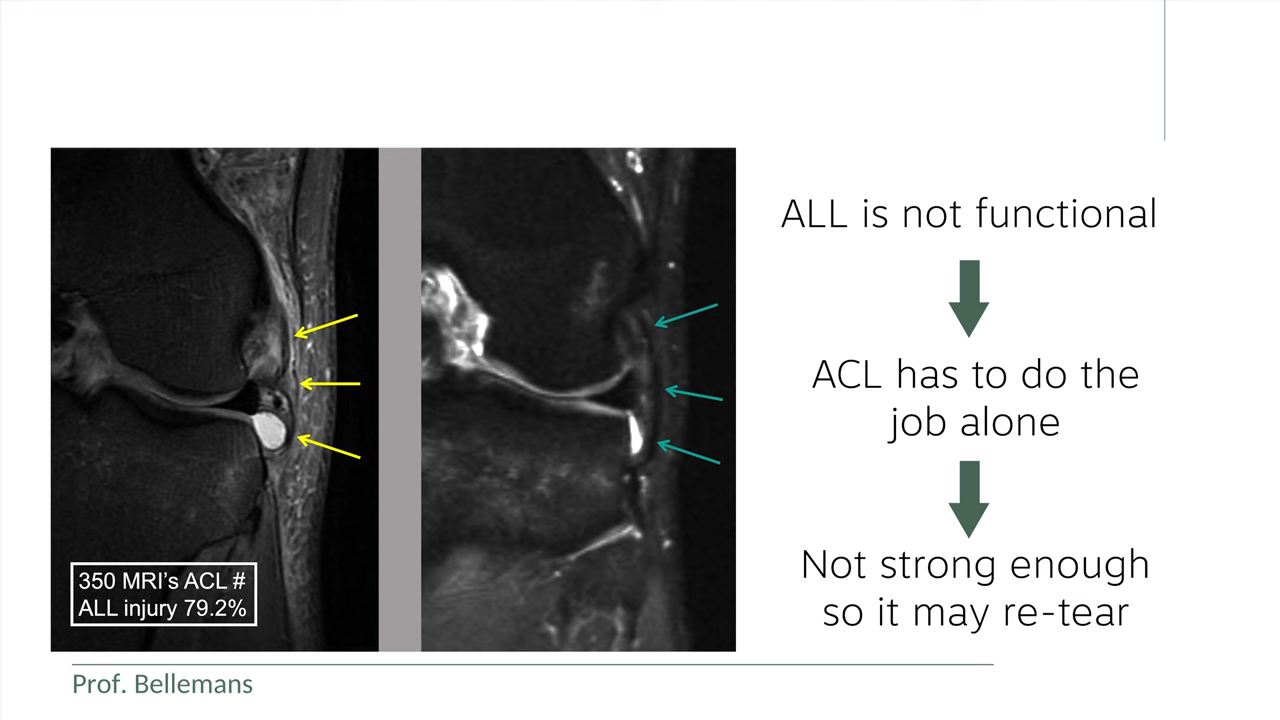 ALL is not functional
ACL has to do the
job alone
Not strong enough
so it may re-tear
350 MRI’s ACL #
ALL injury 79.2%
Prof. Bellemans